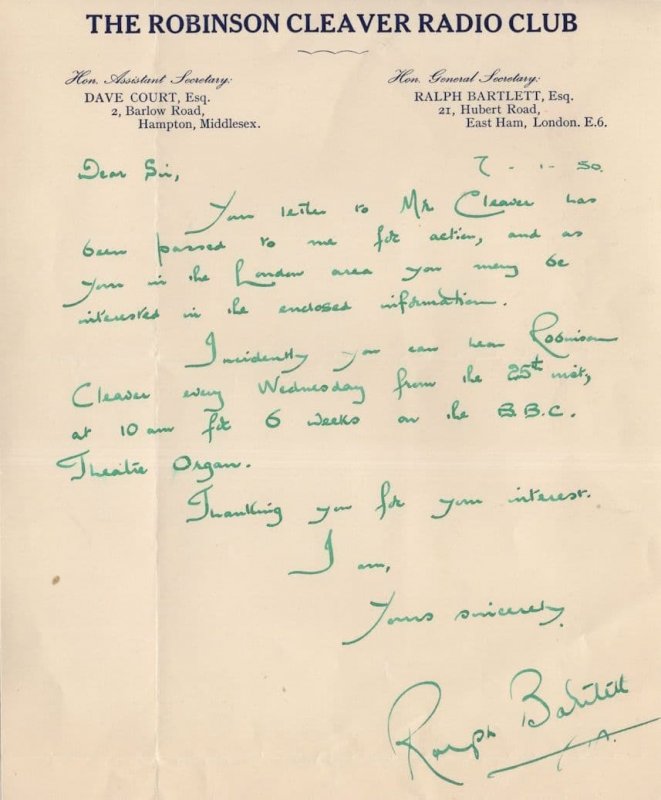 THE ROBINSON CLEAVER RADIO CLUB
Hon. Assistant Secretary:
DAVE COURT, Esq.
2, Barlow Road,
Hampton, Middlesex.
Hon. General Secretary:
RALPH BARTLETT, Esq.
21, Hubert Road,
East Ham, London. E.6.
7 - 1 - 50.
Dear Sir,
Your letter to Mr Cleaver has
been passed to me for action, and as
your in the London area you may be
interested in the enclosed information.
Incidently you can hear Robinson
Cleaver every Wednesday from the 25th inst,
at 10 am for 6 weeks on the B.B.C.
Theatre Organ.
Thanking you for your interest.
I am,
Yours sincerely,
Ralph Bartlett